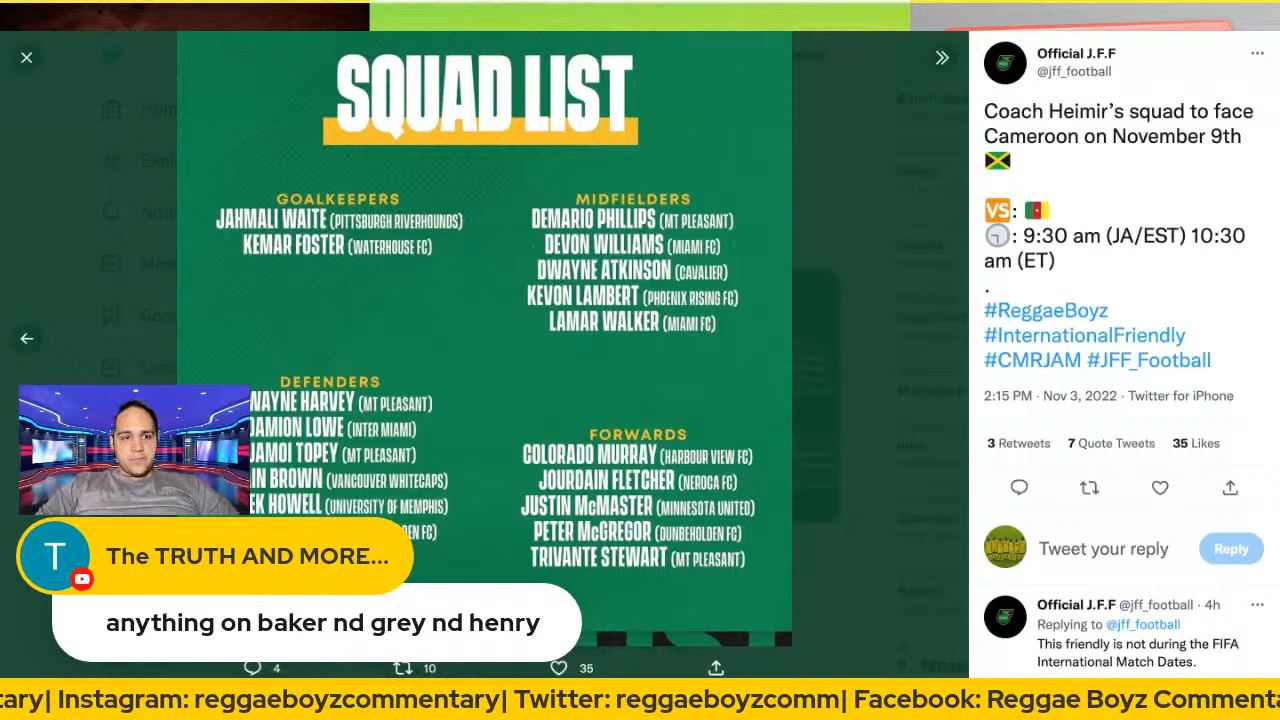 SQUAD LIST
GOALKEEPERS
JAHMALI WAITE (PITTSBURGH RIVERHOUNDS)
KEMAR FOSTER (WATERHOUSE FC)
MIDFIELDERS
DEMARIO PHILLIPS (MT PLEASANT)
DEVON WILLIAMS (MIAMI FC)
DWAYNE ATKINSON (CAVALIER)
KEVON LAMBERT (PHOENIX RISING FC)
LAMAR WALKER (MIAMI FC)
DEFENDERS
WAYNE HARVEY (MT PLEASANT)
DAMION LOWE (INTER MIAMI)
JAMOI TOPEY (MT PLEASANT)
BROWN (VANCOUVER WHITECAPS)
HOWELL (UNIVERSITY OF MEMPHIS)
FC)
FORWARDS
COLORADO MURRAY (HARBOUR VIEW FC)
JOURDAIN FLETCHER (NEROCA FC)
JUSTIN McMASTER (MINNESOTA UNITED)
PETER McGREGOR (DUNBEHOLDEN FC)
TRIVANTE STEWART (MT PLEASANT)
T
The TRUTH AND MORE...
anything on baker nd grey nd henry
4
10
35
Official J.F.F
@jff_football
Coach Heimir’s squad to face
Cameroon on November 9th
🇯🇲
🆚: 🇨🇲
🕤: 9:30 am (JA/EST) 10:30
am (ET)
.
#ReggaeBoyz
#InternationalFriendly
#CMRJAM #JFF_Football
2:15 PM · Nov 3, 2022 · Twitter for iPhone
3 Retweets 7 Quote Tweets 35 Likes
Tweet your reply
Reply
Official J.F.F @jff_football · 4h
Replying to @jff_football
This friendly is not during the FIFA
International Match Dates.
tary| Instagram: reggaeboyzcommentary| Twitter: reggaeboyzcomm| Facebook: Reggae Boyz Commenta